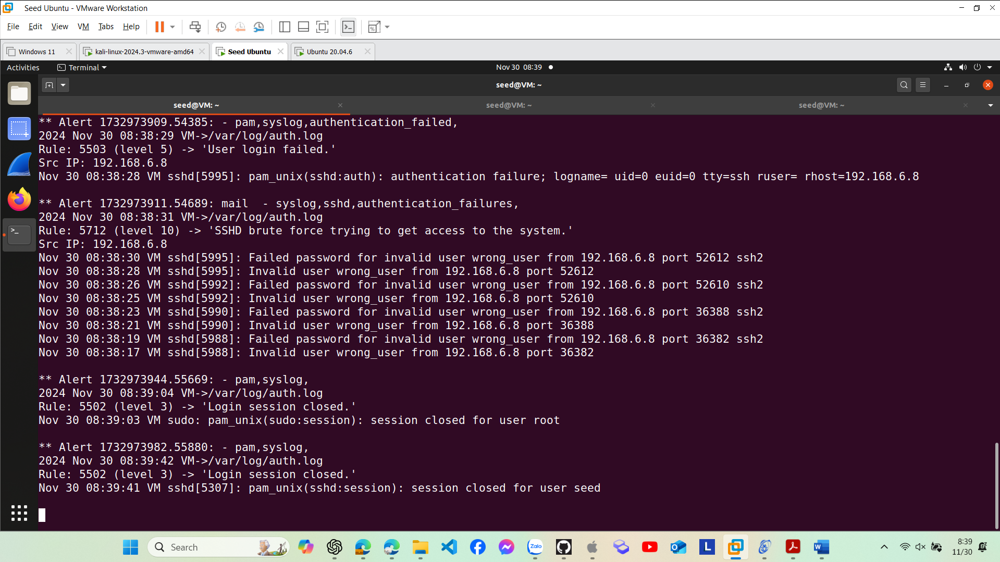 Seed Ubuntu - VMware Workstation
File Edit View VM Tabs Help
Windows 11
kali-linux-2024.3-vmware-amd64
Seed Ubuntu
Ubuntu 20.04.6
Activities
Terminal
Nov 30 08:39
seed@VM: ~
seed@VM: ~
seed@VM: ~
seed@VM: ~
** Alert 1732973909.54385: - pam,syslog,authentication_failed,
2024 Nov 30 08:38:29 VM->/var/log/auth.log
Rule: 5503 (level 5) -> 'User login failed.'
Src IP: 192.168.6.8
Nov 30 08:38:28 VM sshd[5995]: pam_unix(sshd:auth): authentication failure; logname= uid=0 euid=0 tty=ssh ruser= rhost=192.168.6.8
** Alert 1732973911.54689: mail  - syslog,sshd,authentication_failures,
2024 Nov 30 08:38:31 VM->/var/log/auth.log
Rule: 5712 (level 10) -> 'SSHD brute force trying to get access to the system.'
Src IP: 192.168.6.8
Nov 30 08:38:30 VM sshd[5995]: Failed password for invalid user wrong_user from 192.168.6.8 port 52612 ssh2
Nov 30 08:38:28 VM sshd[5995]: Invalid user wrong_user from 192.168.6.8 port 52612
Nov 30 08:38:26 VM sshd[5992]: Failed password for invalid user wrong_user from 192.168.6.8 port 52610 ssh2
Nov 30 08:38:25 VM sshd[5992]: Invalid user wrong_user from 192.168.6.8 port 52610
Nov 30 08:38:23 VM sshd[5990]: Failed password for invalid user wrong_user from 192.168.6.8 port 36388 ssh2
Nov 30 08:38:21 VM sshd[5990]: Invalid user wrong_user from 192.168.6.8 port 36388
Nov 30 08:38:19 VM sshd[5988]: Failed password for invalid user wrong_user from 192.168.6.8 port 36382 ssh2
Nov 30 08:38:17 VM sshd[5988]: Invalid user wrong_user from 192.168.6.8 port 36382
** Alert 1732973944.55669: - pam,syslog,
2024 Nov 30 08:39:04 VM->/var/log/auth.log
Rule: 5502 (level 3) -> 'Login session closed.'
Nov 30 08:39:03 VM sudo: pam_unix(sudo:session): session closed for user root
** Alert 1732973982.55880: - pam,syslog,
2024 Nov 30 08:39:42 VM->/var/log/auth.log
Rule: 5502 (level 3) -> 'Login session closed.'
Nov 30 08:39:41 VM sshd[5307]: pam_unix(sshd:session): session closed for user seed
Search
Zalo
L
W
8:39
11/30